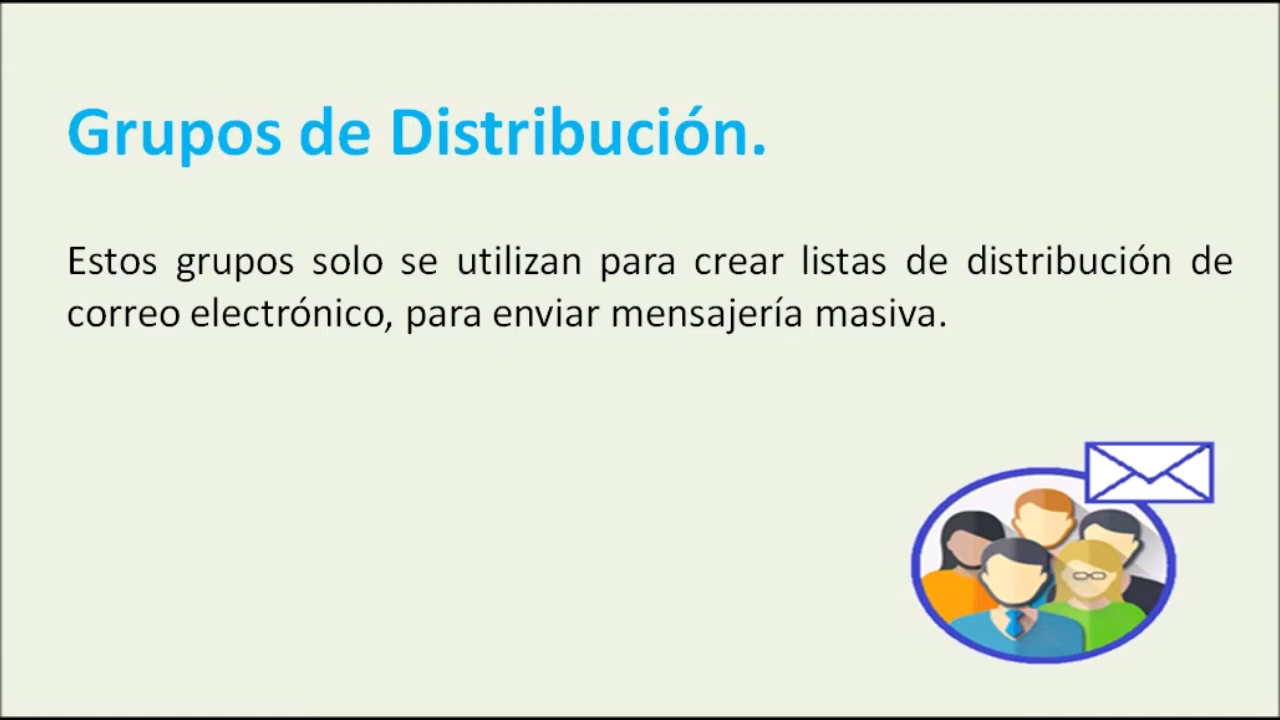 Grupos de Distribución.
Estos grupos solo se utilizan para crear listas de distribución de
correo electrónico, para enviar mensajería masiva.